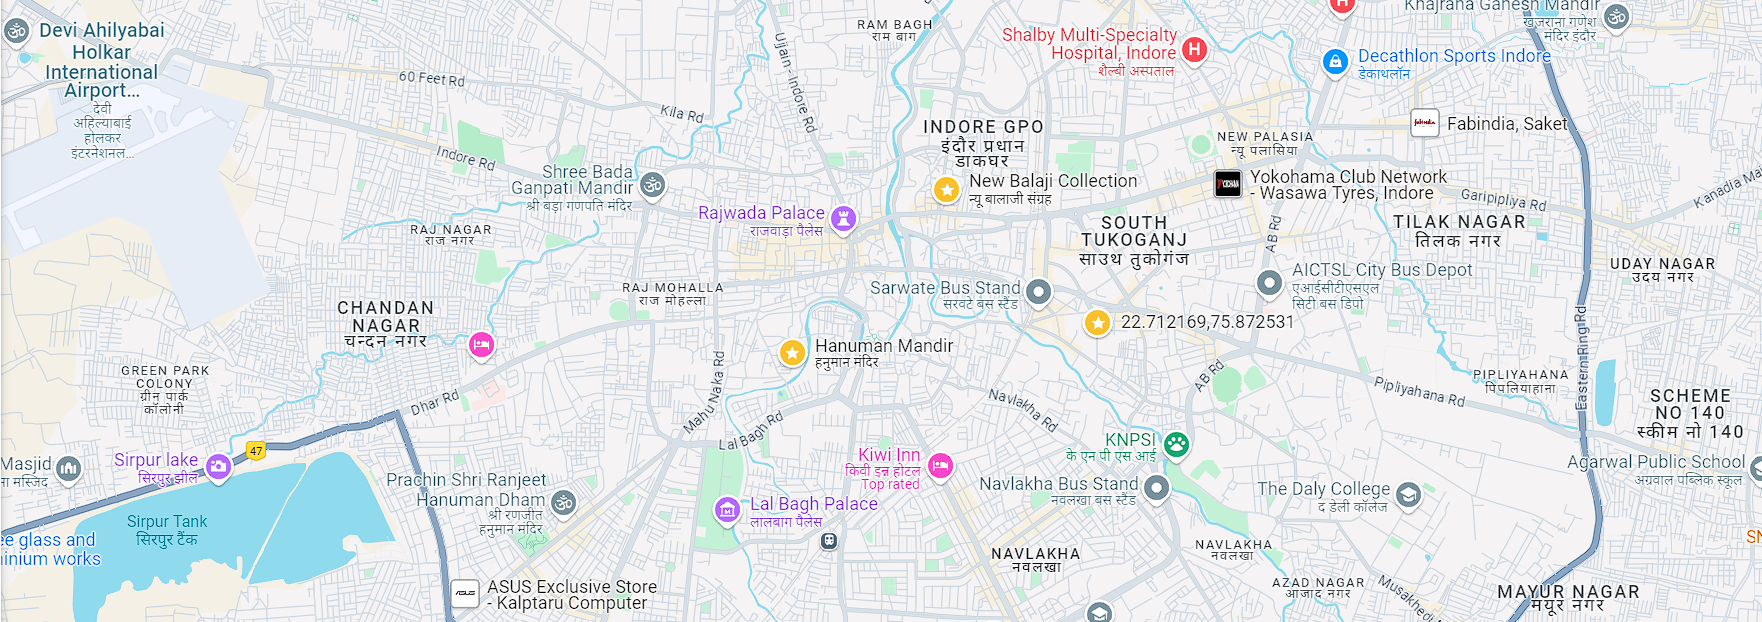 Devi Ahilyabai
Holkar
International
Airport...
देवी
अहिल्याबाई
होलकर
इंटरनेशनल...
60 Feet Rd
Kila Rd
Ujjain - Indore Rd
RAM BAGH
राम बाग
Shalby Multi-Specialty
Hospital, Indore
शैल्बी अस्पताल
Khajrana Ganesh Mandir
खजराना गणेश
मंदिर इंदौर
Decathlon Sports Indore
डेकाथलॉन
Fabindia, Saket
fabindia
NEW PALASIA
न्यू पलासिया
INDORE GPO
इंदौर प्रधान
डाकघर
Indore Rd
Shree Bada
Ganpati Mandir
श्री बड़ा गणपति मंदिर
New Balaji Collection
न्यू बालाजी संग्रह
Yokohama Club Network
- Wasawa Tyres, Indore
Garipiplya Rd
Kanadia Ma
Rajwada Palace
राजवाड़ा पैलेस
RAJ NAGAR
राज नगर
SOUTH
TUKOGANJ
साउथ तुकोगंज
AB Rd
TILAK NAGAR
तिलक नगर
UDAY NAGAR
उदय नगर
AICTSL City Bus Depot
एआईसीटीएसएल
सिटी बस डिपो
RAJ MOHALLA
राज मोहल्ला
Sarwate Bus Stand
सरवटे बस स्टैंड
CHANDAN
NAGAR
चन्दन नगर
22.712169,75.872531
Eastern Ring Rd
Hanuman Mandir
हनुमान मंदिर
GREEN PARK
COLONY
ग्रीन पार्क
कॉलोनी
Dhar Rd
Mahu Naka Rd
Lal Bagh Rd
Navlakha Rd
AB Rd
Pipliyahana Rd
PIPLIYAHANA
पिपलियाहाना
SCHEME
NO 140
स्कीम नो 140
47
Masjid
ना मस्जिद
Sirpur lake
सिरपुर झील
KNPSI
के एन पी एस आई
Kiwi Inn
किवी इन्न होटल
Top rated
Agarwal Public School
अग्रवाल पब्लिक स्कूल
Prachin Shri Ranjeet
Hanuman Dham
श्री रणजीत
हनुमान मंदिर
Navlakha Bus Stand
नवलखा बस स्टैंड
The Daly College
द डेली कॉलेज
Lal Bagh Palace
लालबाग पैलेस
Sirpur Tank
सिरपुर टैंक
ee glass and
inium works
NAVLAKHA
नवलखा
NAVLAKHA
नवलखा
SN
AZAD NAGAR
आजाद नगर
Musakhedi
MAYUR NAGAR
मयूर नगर
ASUS Exclusive Store
- Kalptaru Computer